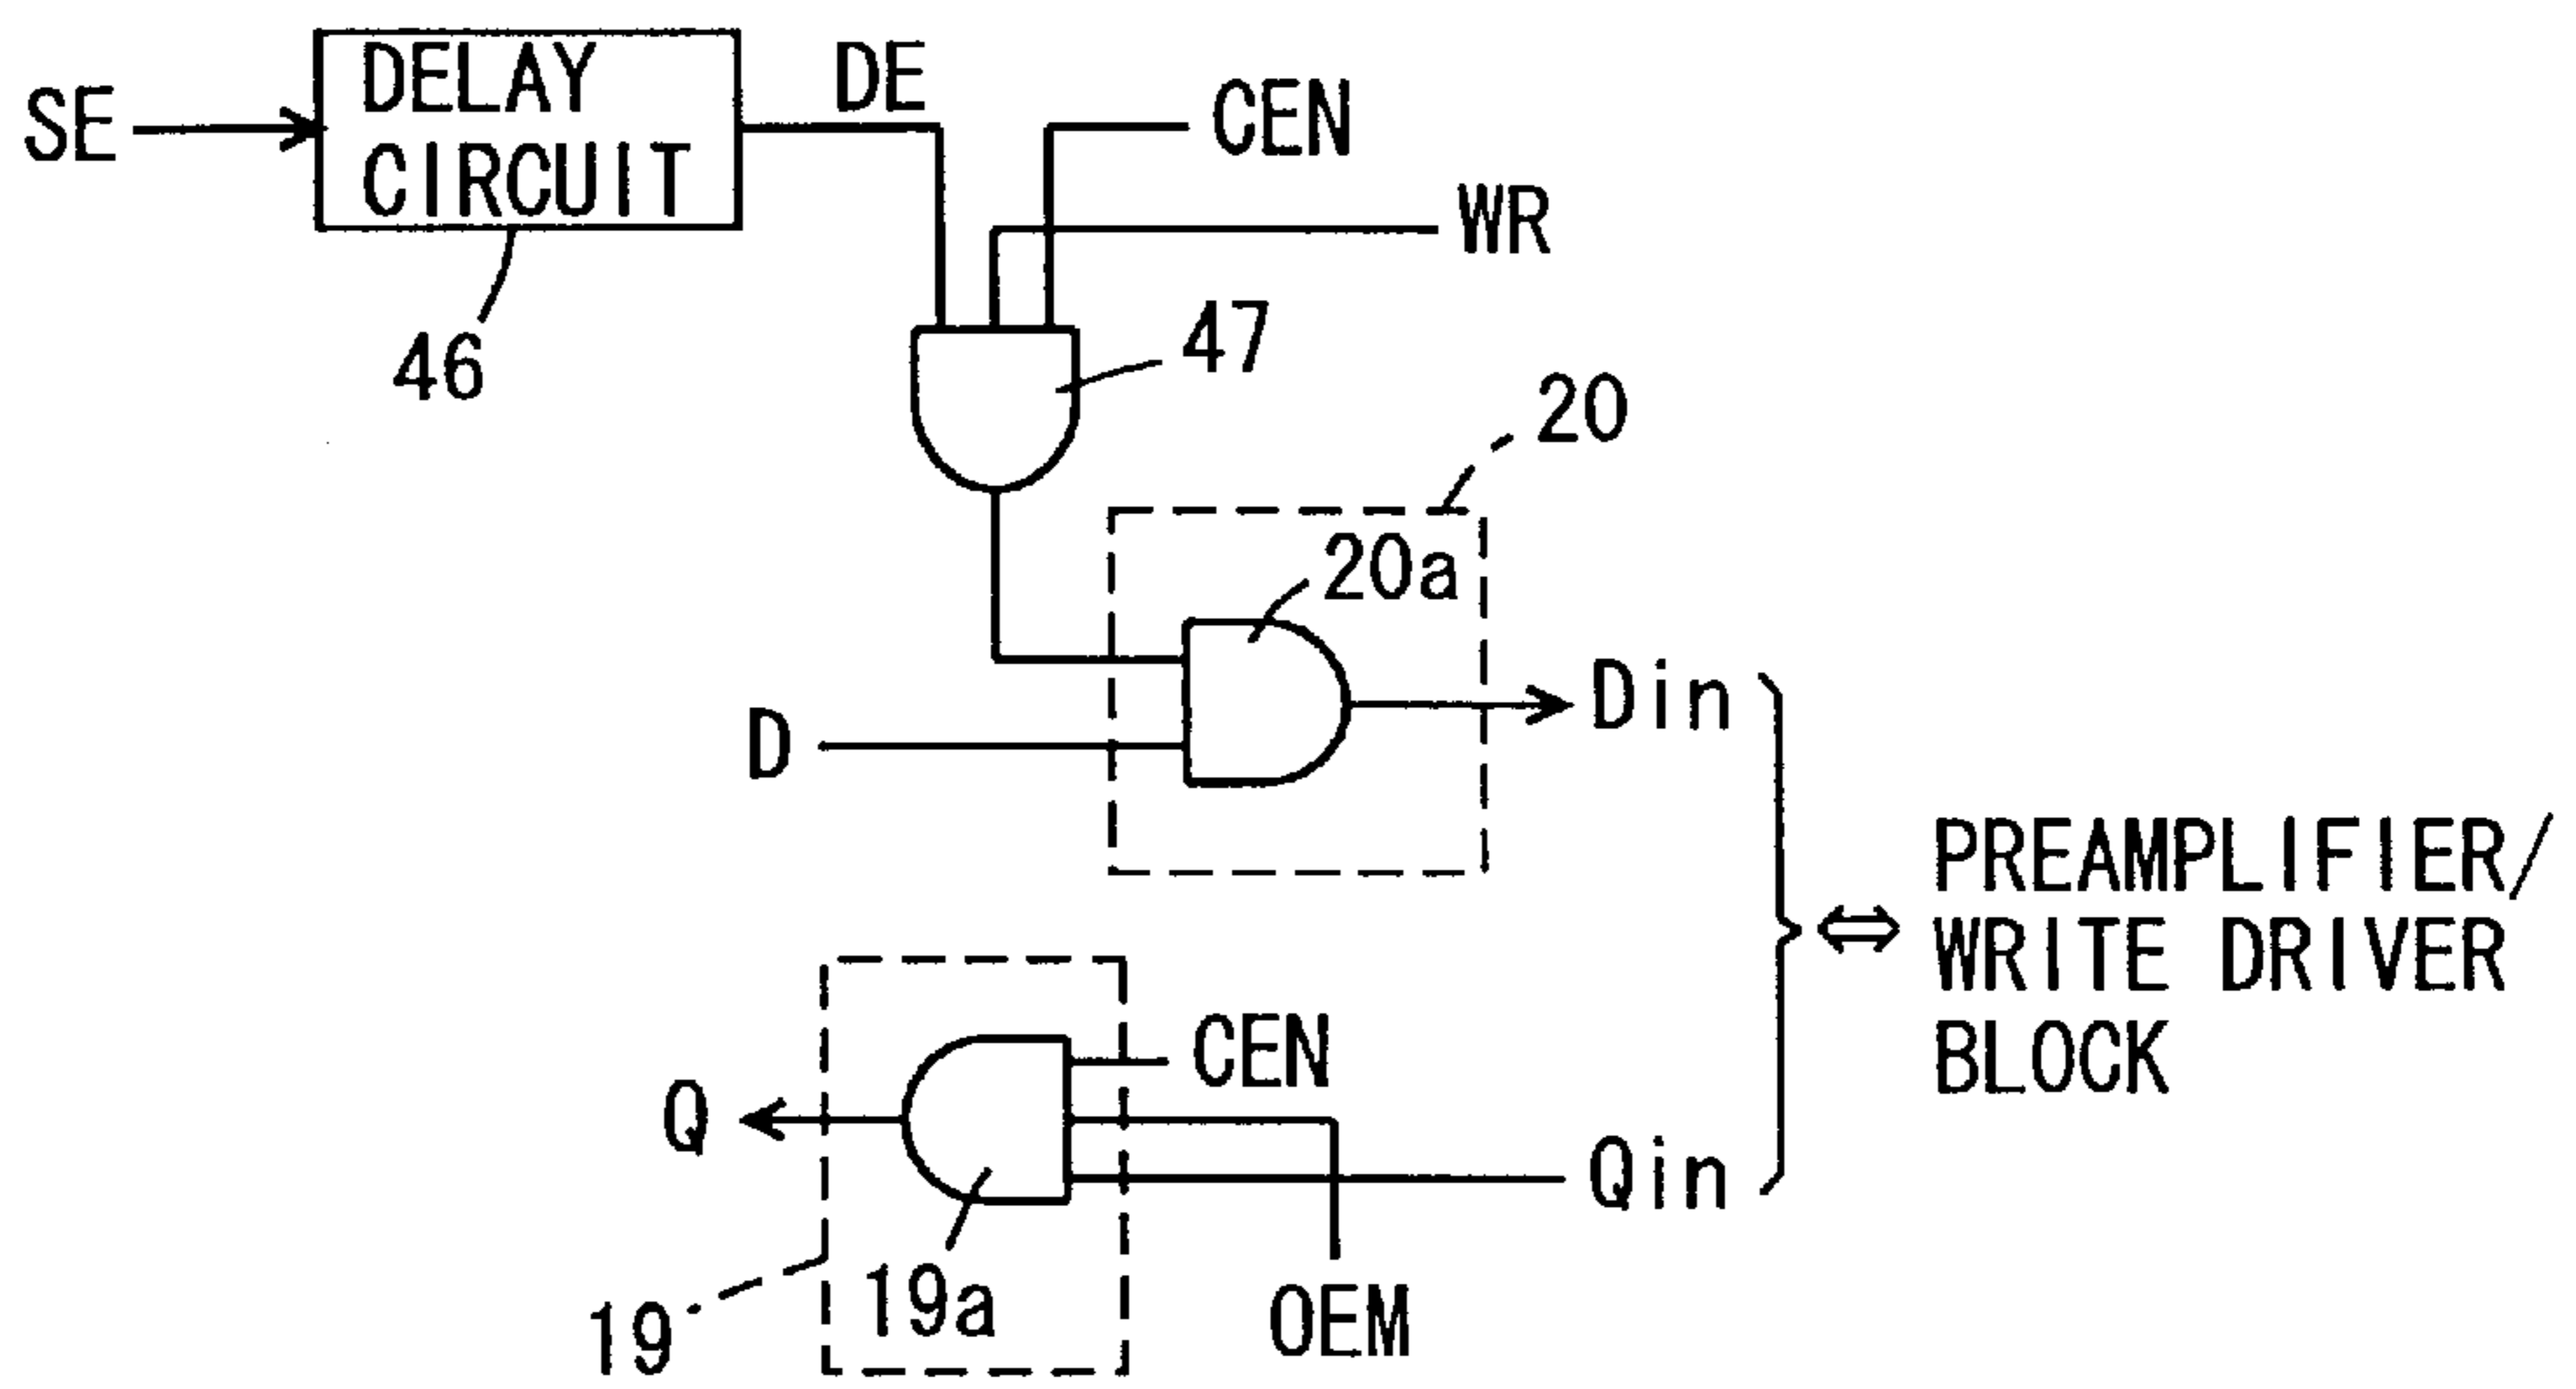 SE
DELAY
CIRCUIT
DE
CEN
WR
46
47
20
20a
D
Din
PREAMPLIFIER/
WRITE DRIVER
BLOCK
CEN
Q
Qin
19a
19
OEM